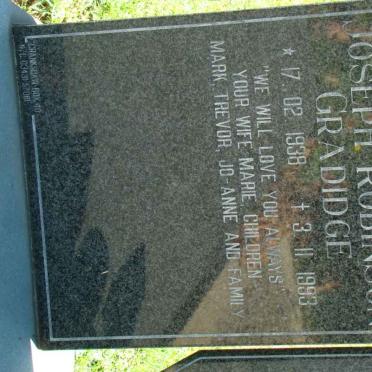 JOSEPH ROBINSON
GRADIDGE
★ 17 02 1938 † 3 11 1993
"WE WILL LOVE YOU ALWAYS"
YOUR WIFE MARIE, CHILDREN
MARK, TREVOR, JO-ANNE AND FAMILY